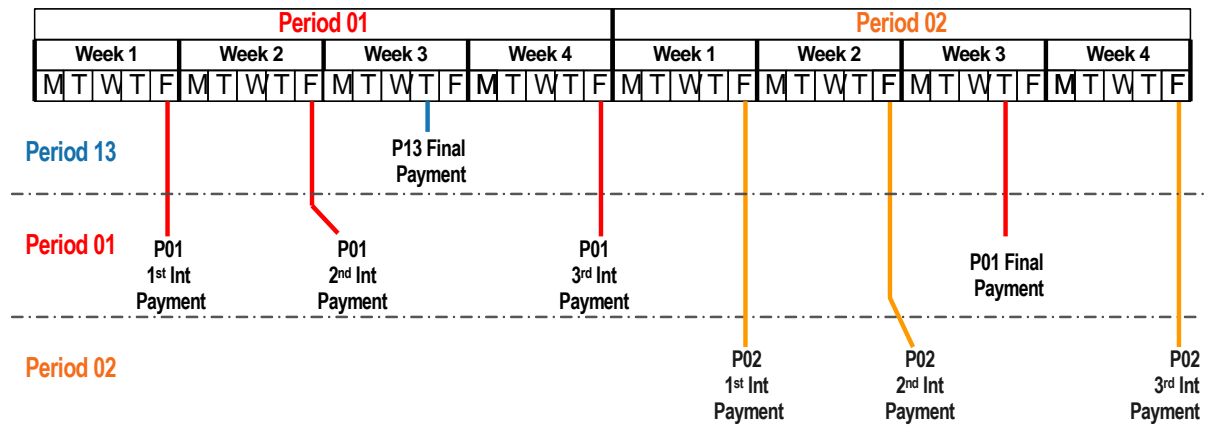 Period 01 Period 02
Week 1 Week 2 Week 3 Week 4 Week 1 Week 2 Week 3 Week 4
M T W T F M T W T F M T W T F M T W T F M T W T F M T W T F M T W T F M T W T F
Period 13
P13 Final
Payment
Period 01
P01
1st Int
Payment
P01
2nd Int
Payment
P01
3rd Int
Payment
P01 Final
Payment
Period 02
P02
1st Int
Payment
P02
2nd Int
Payment
P02
3rd Int
Payment